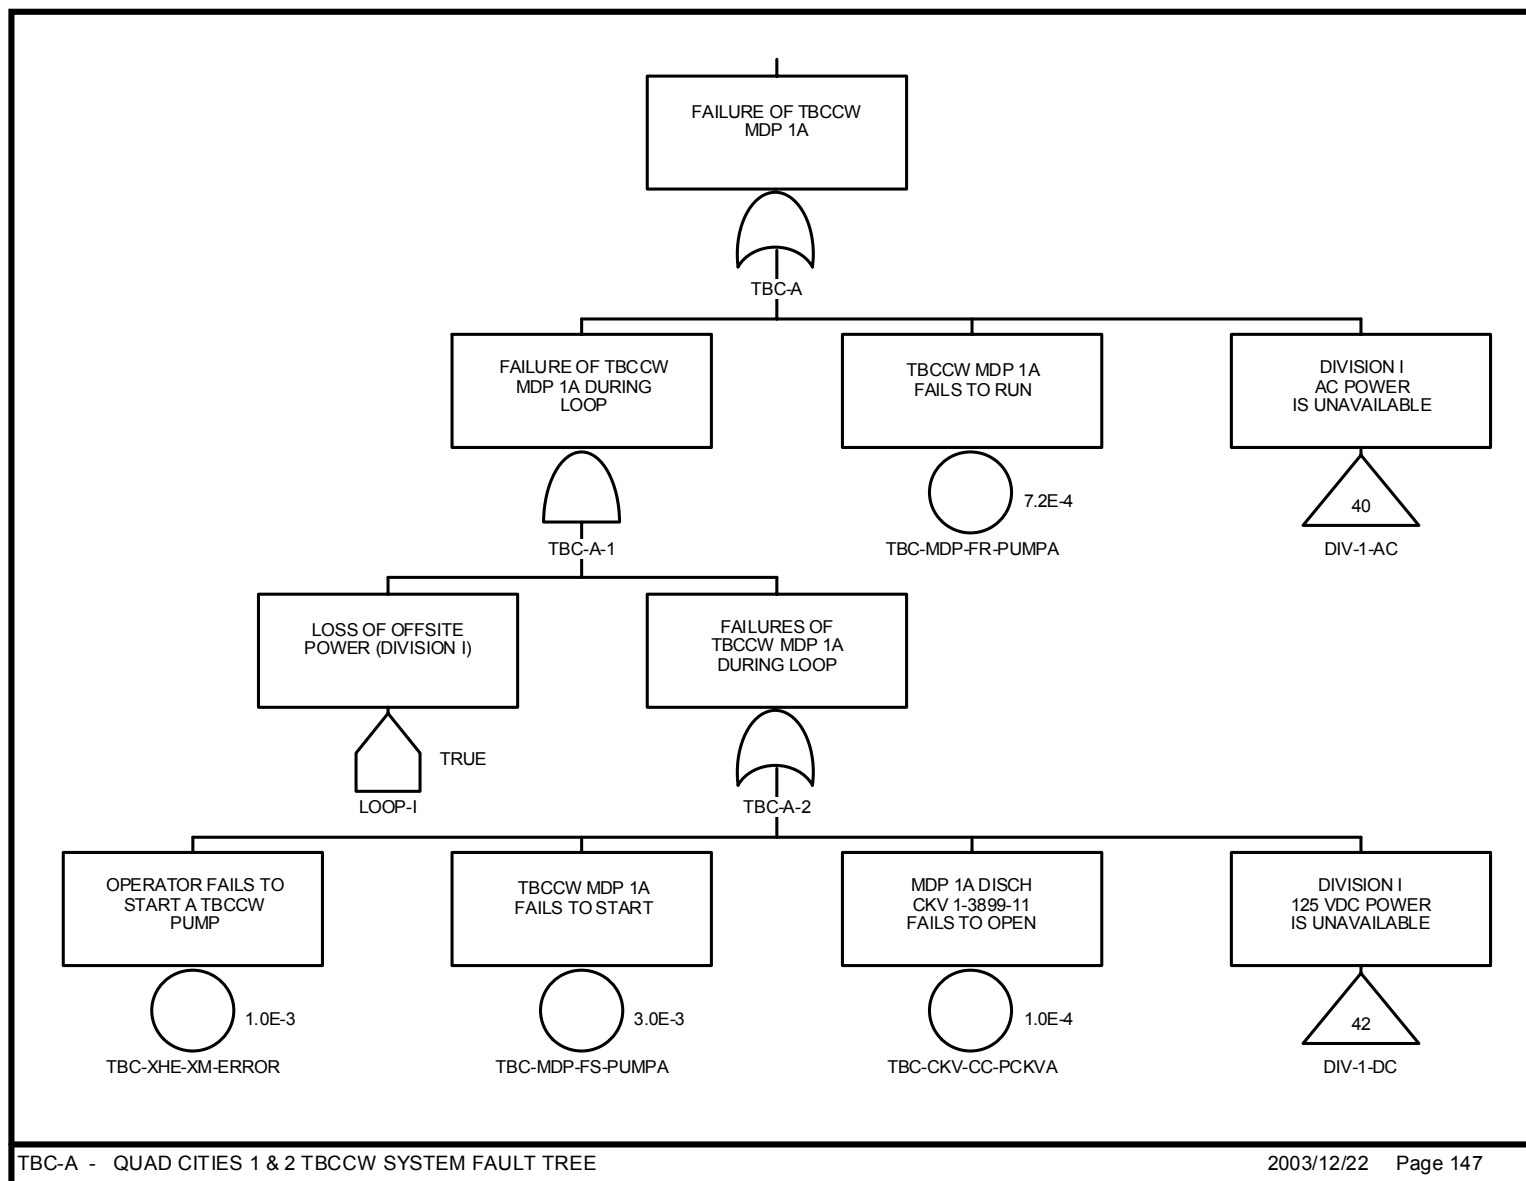 FAILURE OF TBCCW
MDP 1A
TBC-A
FAILURE OF TBCCW
MDP 1A DURING
LOOP
TBC-A-1
TBCCW MDP 1A
FAILS TO RUN
7.2E-4
TBC-MDP-FR-PUMPA
DIVISION I
AC POWER
IS UNAVAILABLE
40
DIV-1-AC
LOSS OF OFFSITE
POWER (DIVISION I)
TRUE
LOOP-I
FAILURES OF
TBCCW MDP 1A
DURING LOOP
TBC-A-2
OPERATOR FAILS TO
START A TBCCW
PUMP
1.0E-3
TBC-XHE-XM-ERROR
TBCCW MDP 1A
FAILS TO START
3.0E-3
TBC-MDP-FS-PUMPA
MDP 1A DISCH
CKV 1-3899-11
FAILS TO OPEN
1.0E-4
TBC-CKV-CC-PCKVA
DIVISION I
125 VDC POWER
IS UNAVAILABLE
42
DIV-1-DC
TBC-A - QUAD CITIES 1 & 2 TBCCW SYSTEM FAULT TREE
2003/12/22 Page 147